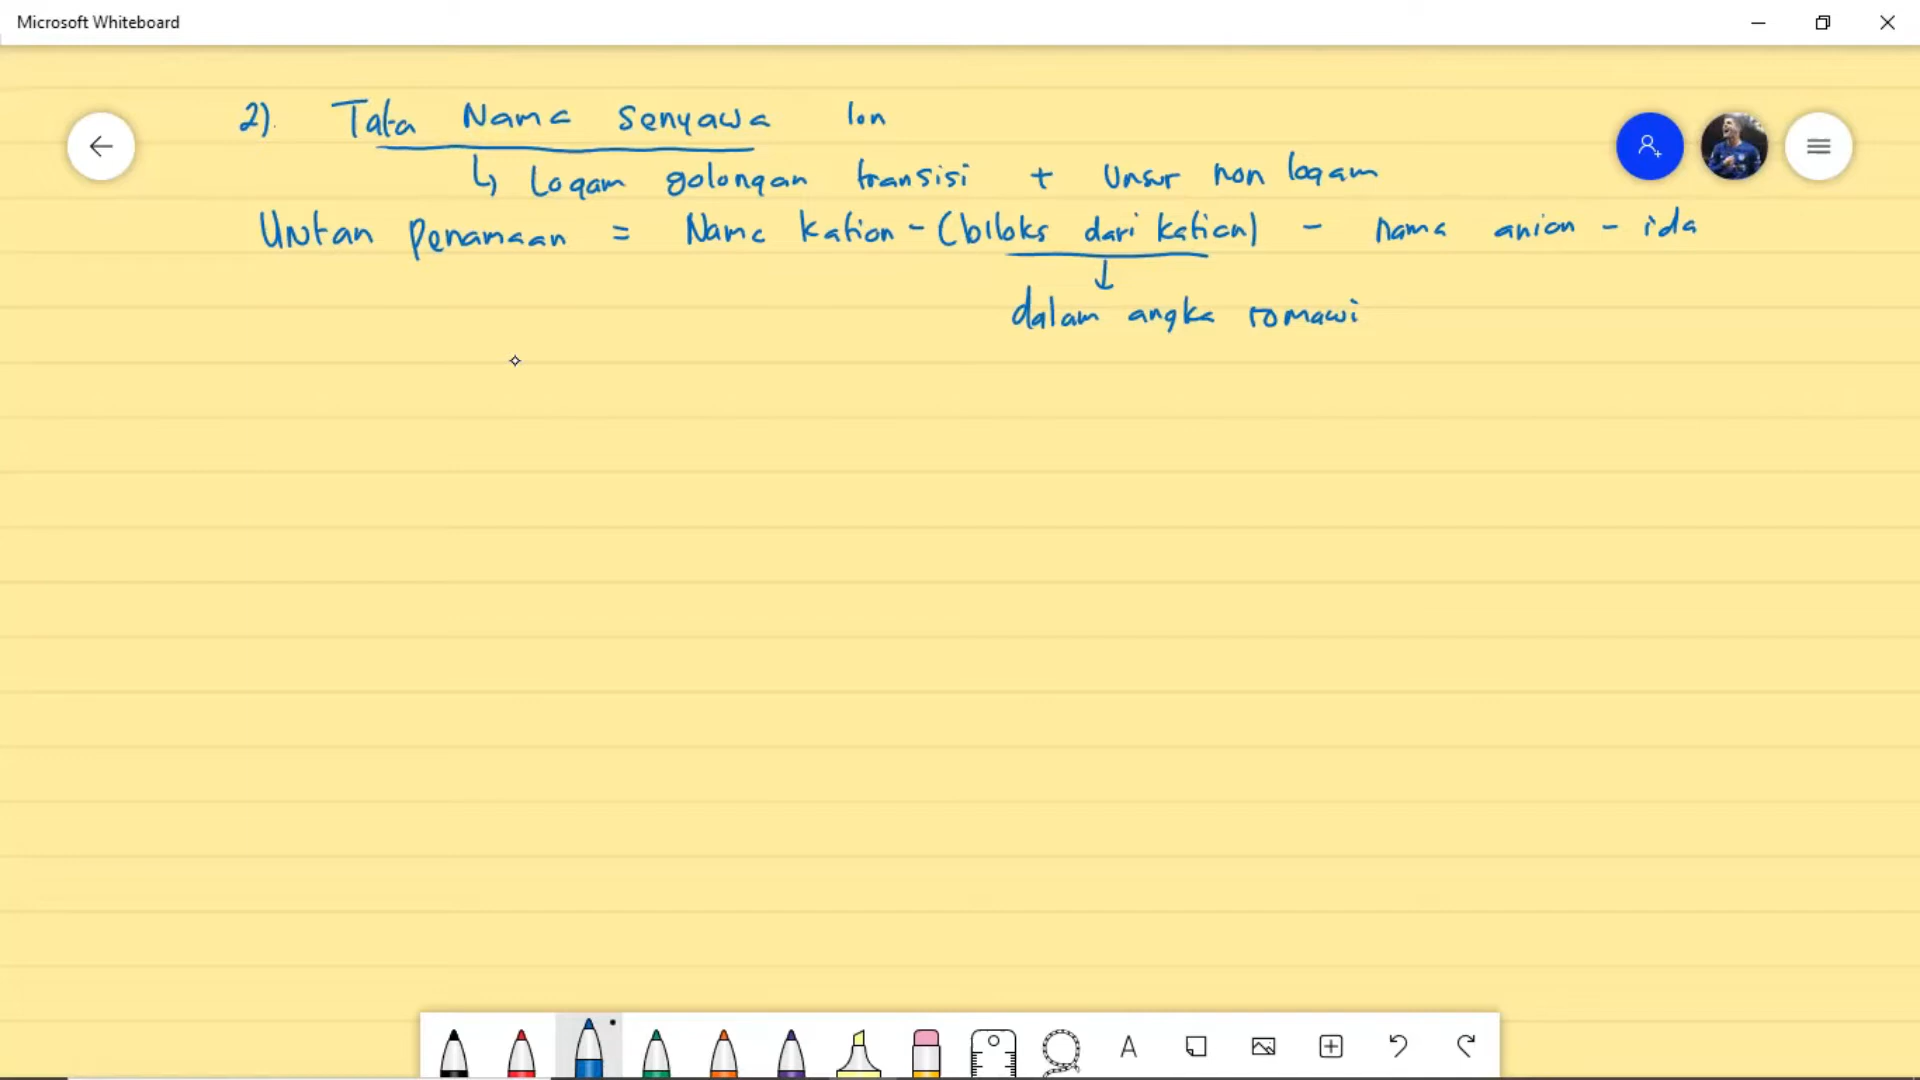 Microsoft Whiteboard
2). Tata Nama Senyawa Ion
↳ Logam golongan transisi + Unsur non logam
Urutan penamaan = Nama kation - (biloks dari kation) - nama anion - ida
↓
dalam angka romawi